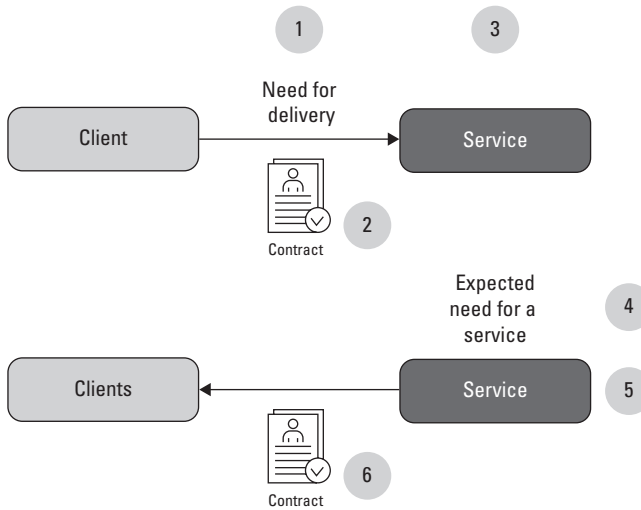 1
3
Need for
delivery
Client
Service
2
Contract
Expected
need for a
service
4
Clients
Service
5
6
Contract